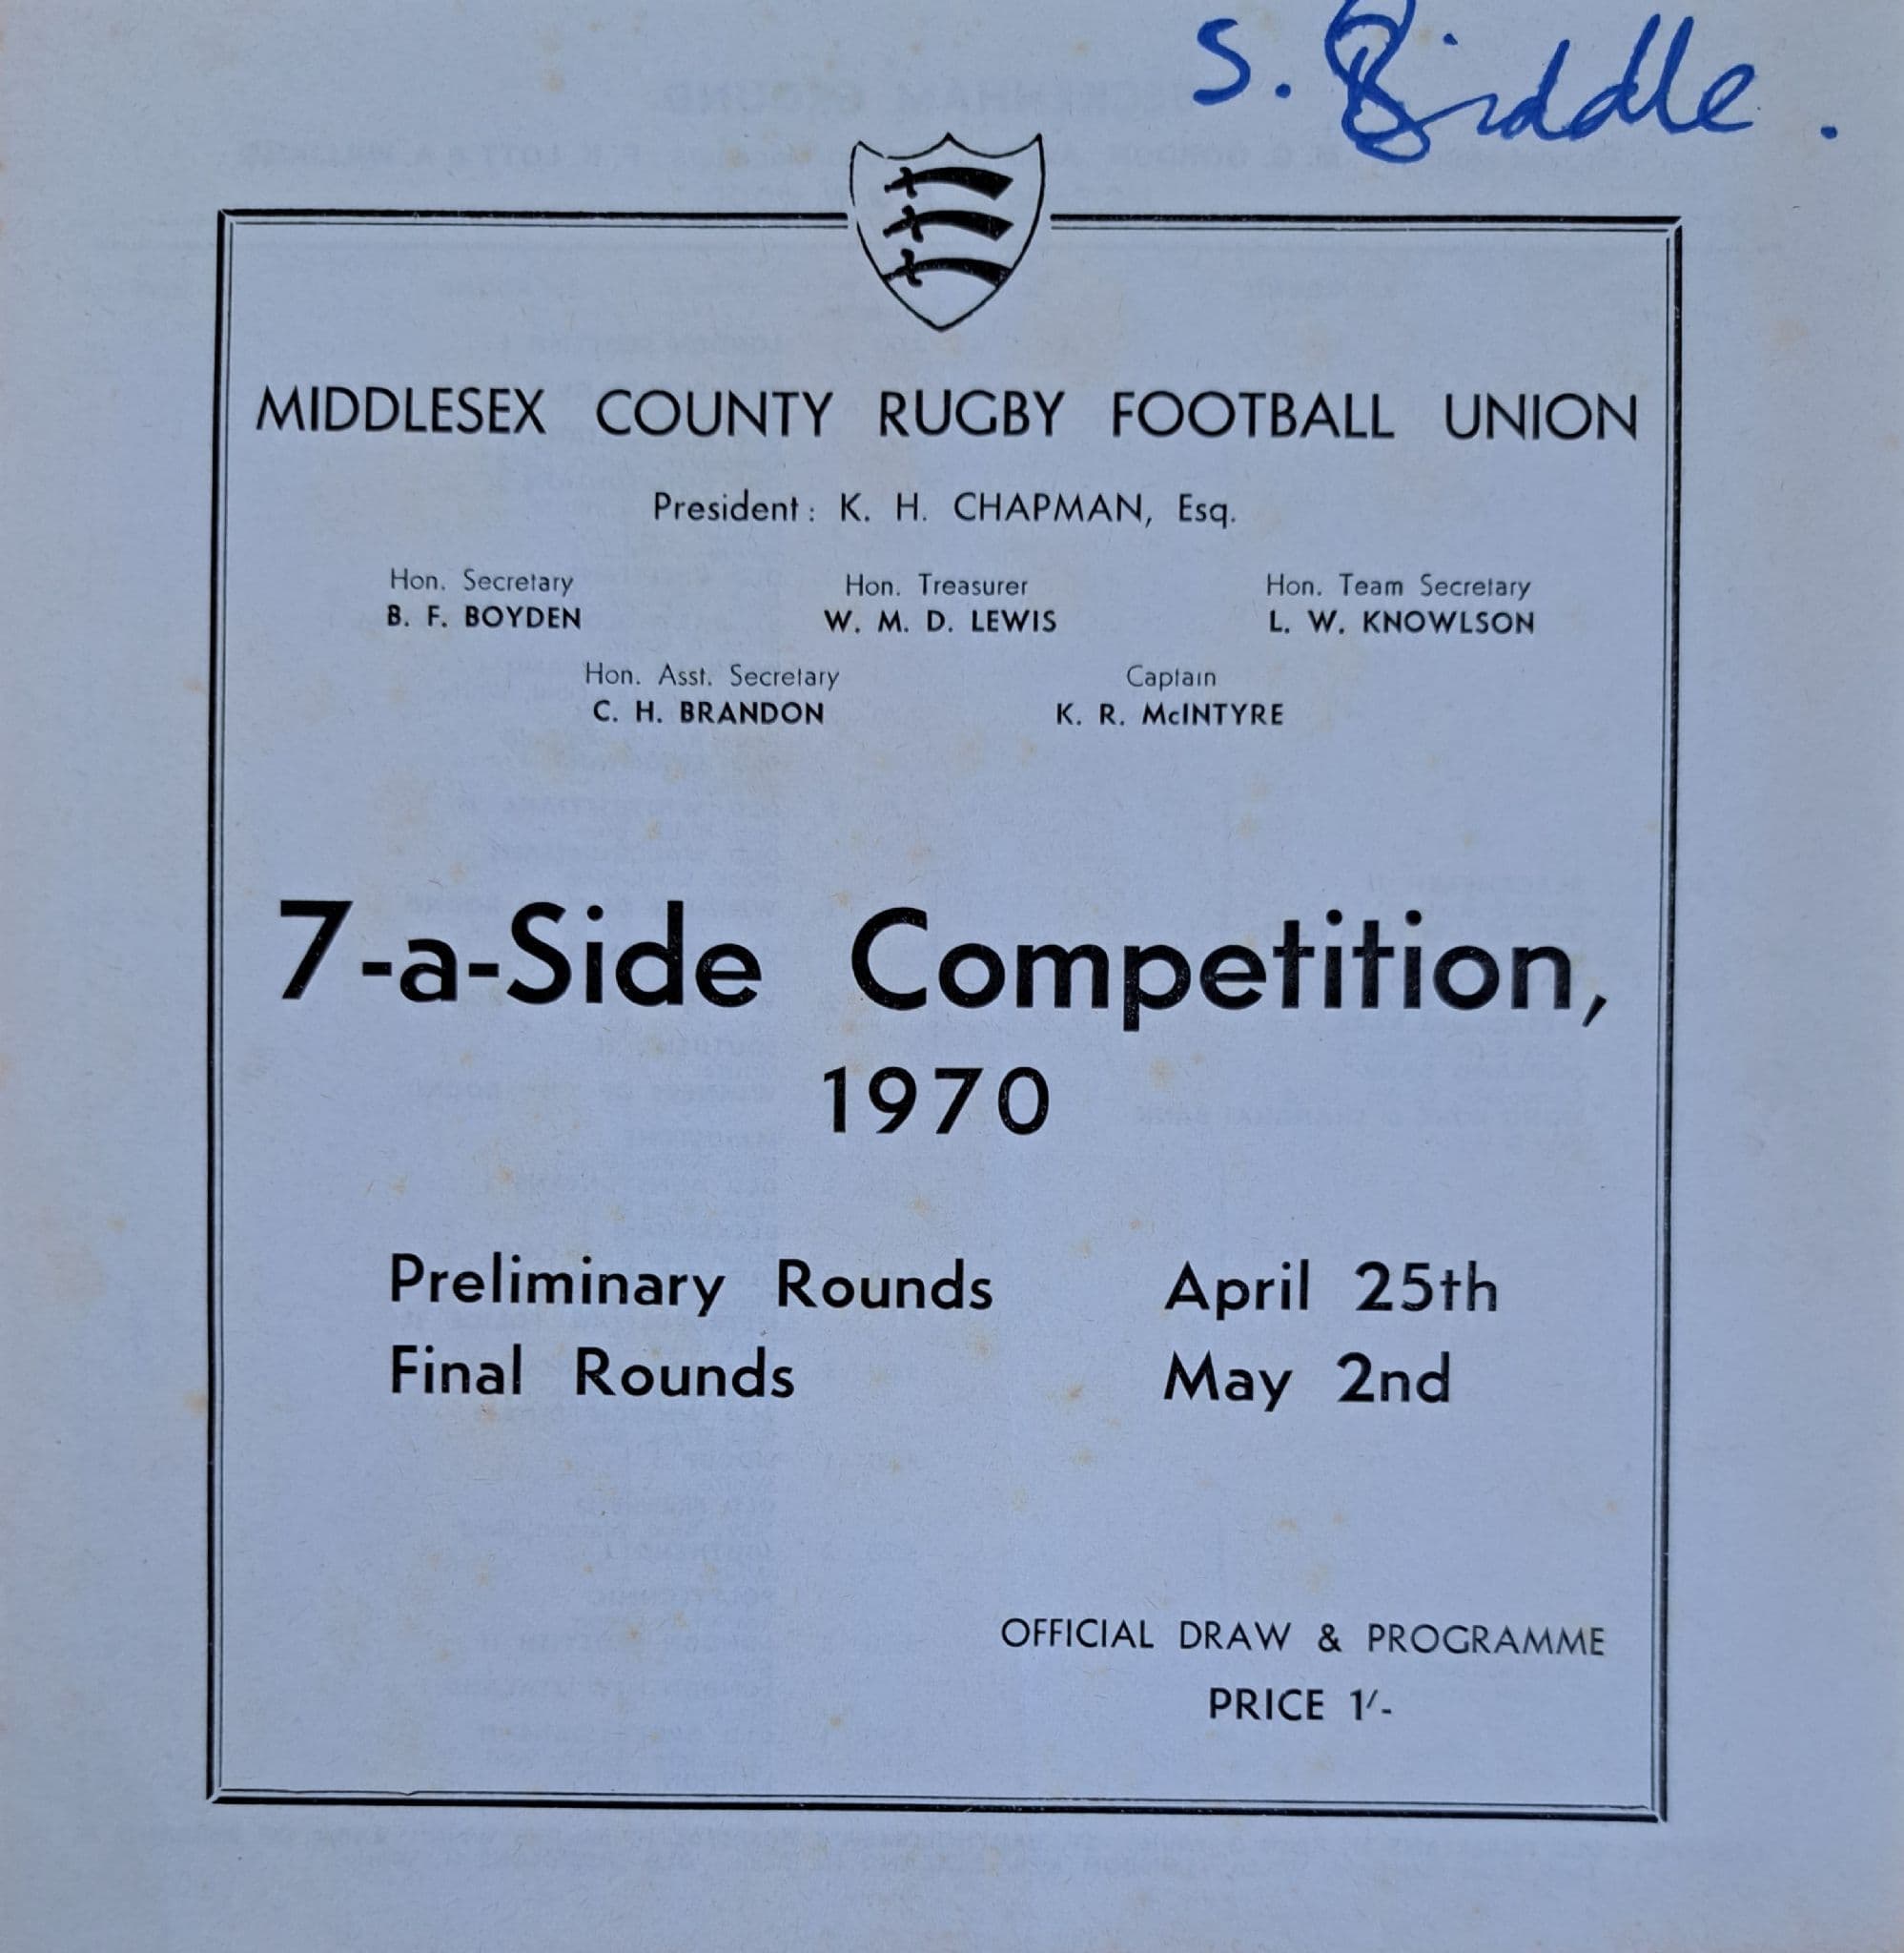 S. Biddle.
MIDDLESEX COUNTY RUGBY FOOTBALL UNION
President: K. H. CHAPMAN, Esq.
Hon. Secretary Hon. Treasurer Hon. Team Secretary
B. F. BOYDEN W. M. D. LEWIS L. W. KNOWLSON
Hon. Asst. Secretary Captain
C. H. BRANDON K. R. McINTYRE
7-a-Side Competition,
1970
Preliminary Rounds April 25th
Final Rounds May 2nd
OFFICIAL DRAW & PROGRAMME
PRICE 1/-